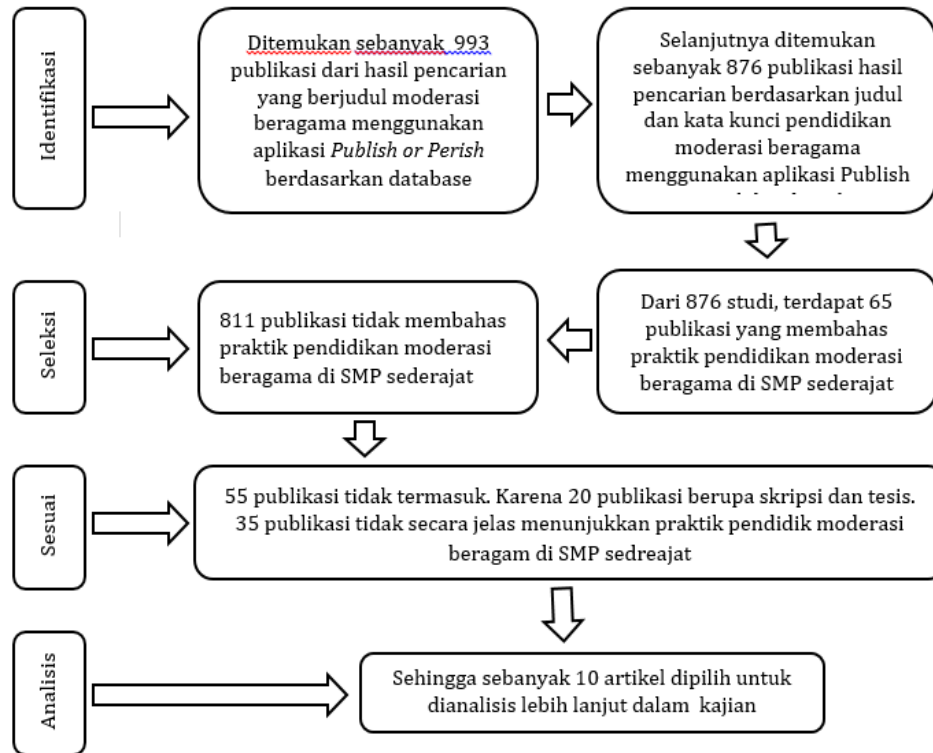 Identifikasi
Ditemukan sebanyak 993
publikasi dari hasil pencarian
yang berjudul moderasi
beragama menggunakan
aplikasi Publish or Perish
berdasarkan database
Selanjutnya ditemukan
sebanyak 876 publikasi hasil
pencarian berdasarkan judul
dan kata kunci pendidikan
moderasi beragama
menggunakan aplikasi Publish
Seleksi
811 publikasi tidak membahas
praktik pendidikan moderasi
beragama di SMP sederajat
Dari 876 studi, terdapat 65
publikasi yang membahas
praktik pendidikan moderasi
beragama di SMP sederajat
Sesuai
55 publikasi tidak termasuk. Karena 20 publikasi berupa skripsi dan tesis.
35 publikasi tidak secara jelas menunjukkan praktik pendidik moderasi
beragam di SMP sedreajat
Analisis
Sehingga sebanyak 10 artikel dipilih untuk
dianalisis lebih lanjut dalam kajian